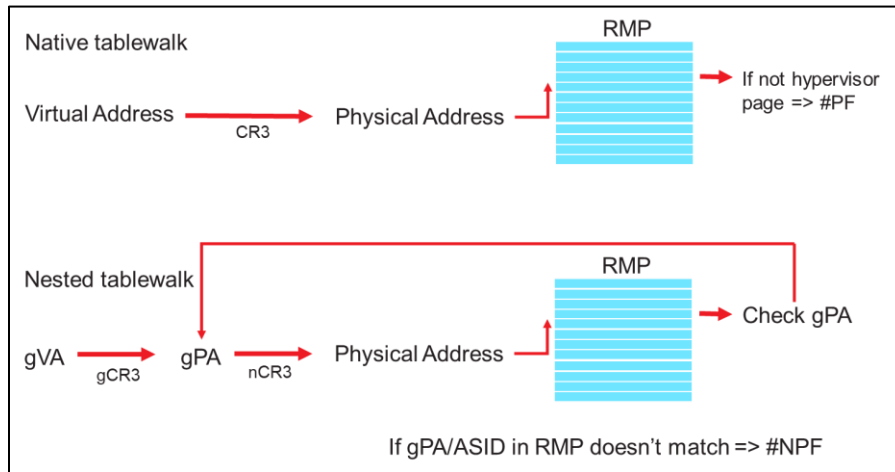 Native tablewalk
RMP
Virtual Address
CR3
Physical Address
If not hypervisor
page => #PF
Nested tablewalk
RMP
gVA
gCR3
gPA
nCR3
Physical Address
Check gPA
If gPA/ASID in RMP doesn't match => #NPF